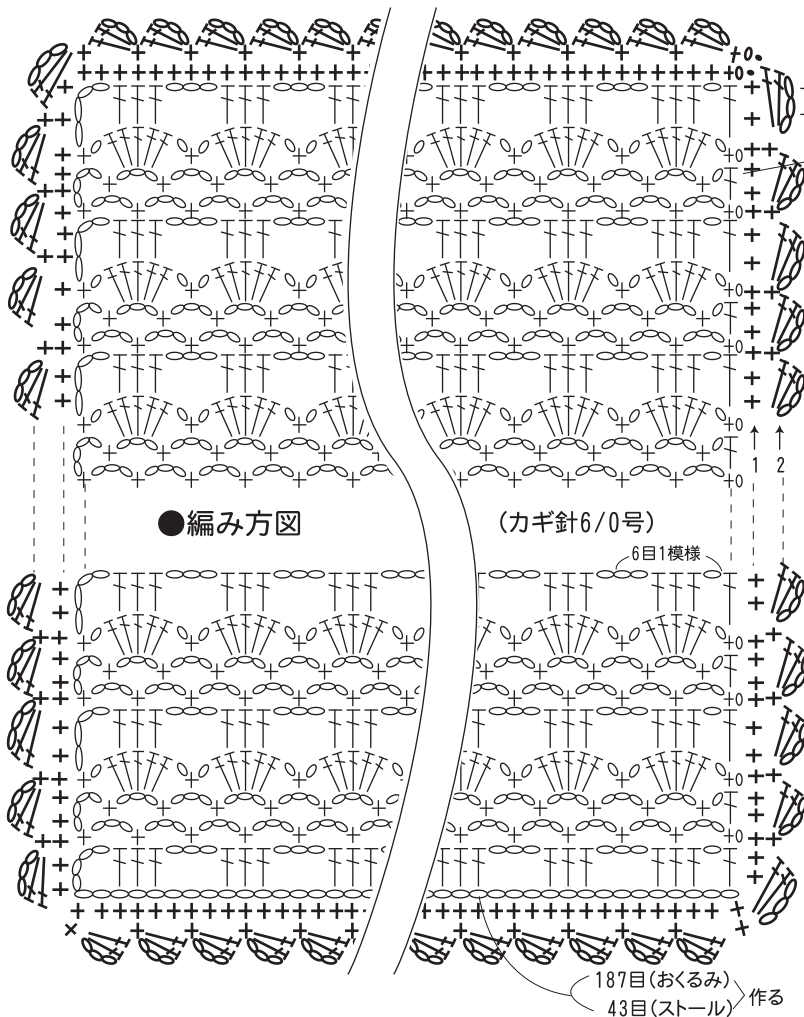 1 2
●編み方図 (カギ針6/0号)
6目1模様
187目(おくるみ)
43目(ストール)
作る